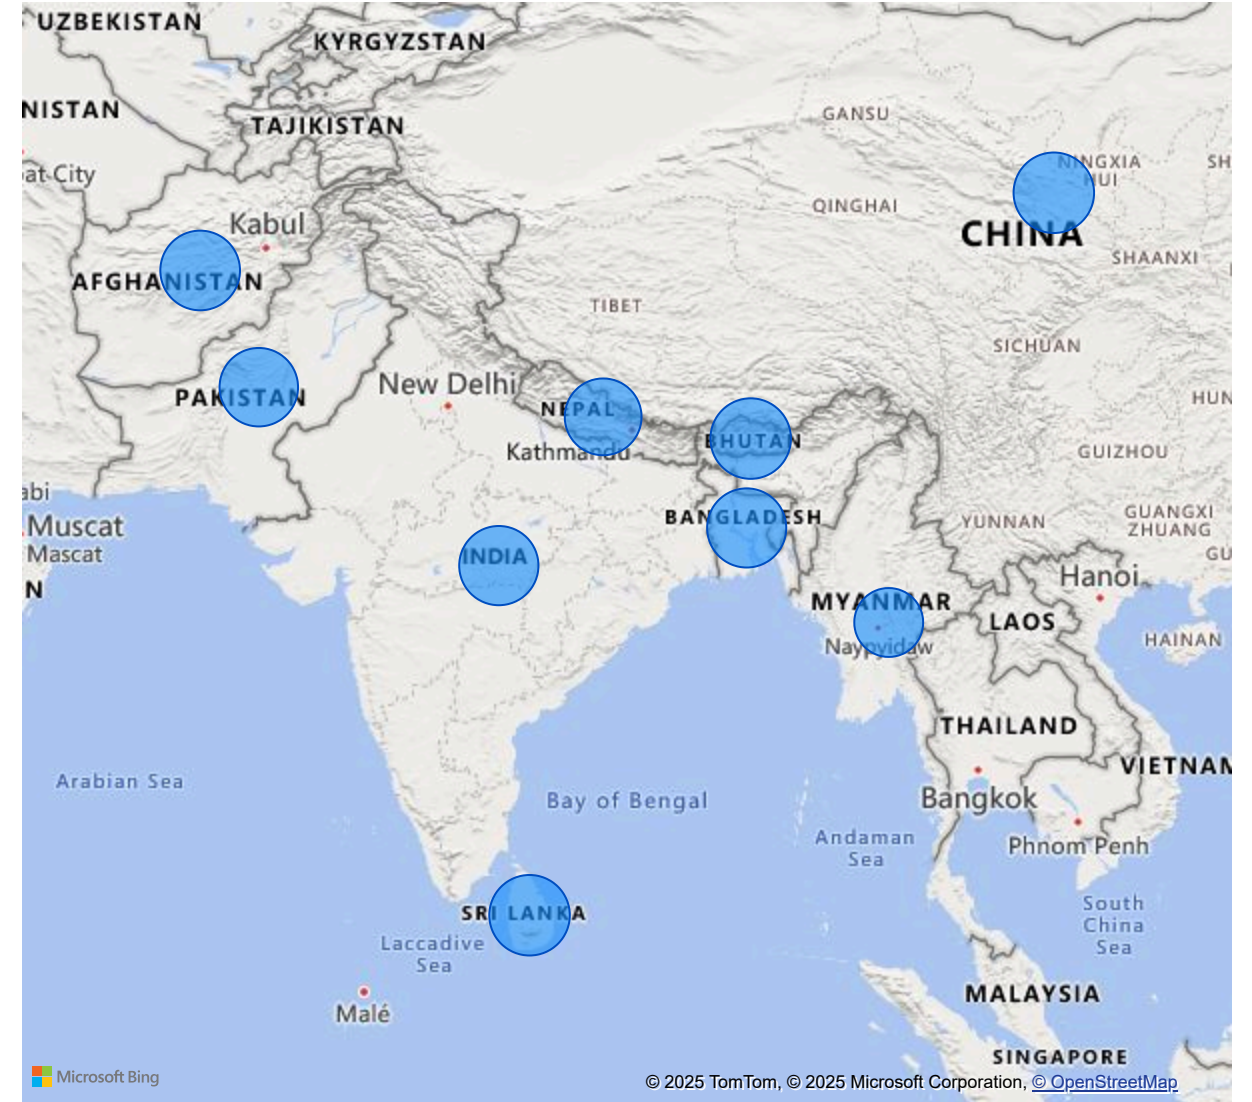 UZBEKISTAN
KYRGYZSTAN
NISTAN
TAJIKISTAN
GANSU
NINGXIA
HUI
SH
at City
QINGHAI
Kabul
CHINA
SHAANXI
AFGHANISTAN
TIBET
SICHUAN
New Delhi
PAKISTAN
NEPAL
HUN
BHUTAN
Kathmandu
GUIZHOU
abi
BANGLADESH
GUANGXI
ZHUANG
YUNNAN
Muscat
Mascat
GU
INDIA
Hanoi
N
MYANMAR
LAOS
Naypyidaw
HAINAN
THAILAND
VIETNAM
Arabian Sea
Bay of Bengal
Bangkok
Andaman
Sea
Phnom Penh
SRI LANKA
South
China
Sea
Laccadive
Sea
Malé
MALAYSIA
SINGAPORE
Microsoft Bing
© 2025 TomTom, © 2025 Microsoft Corporation, © OpenStreetMap